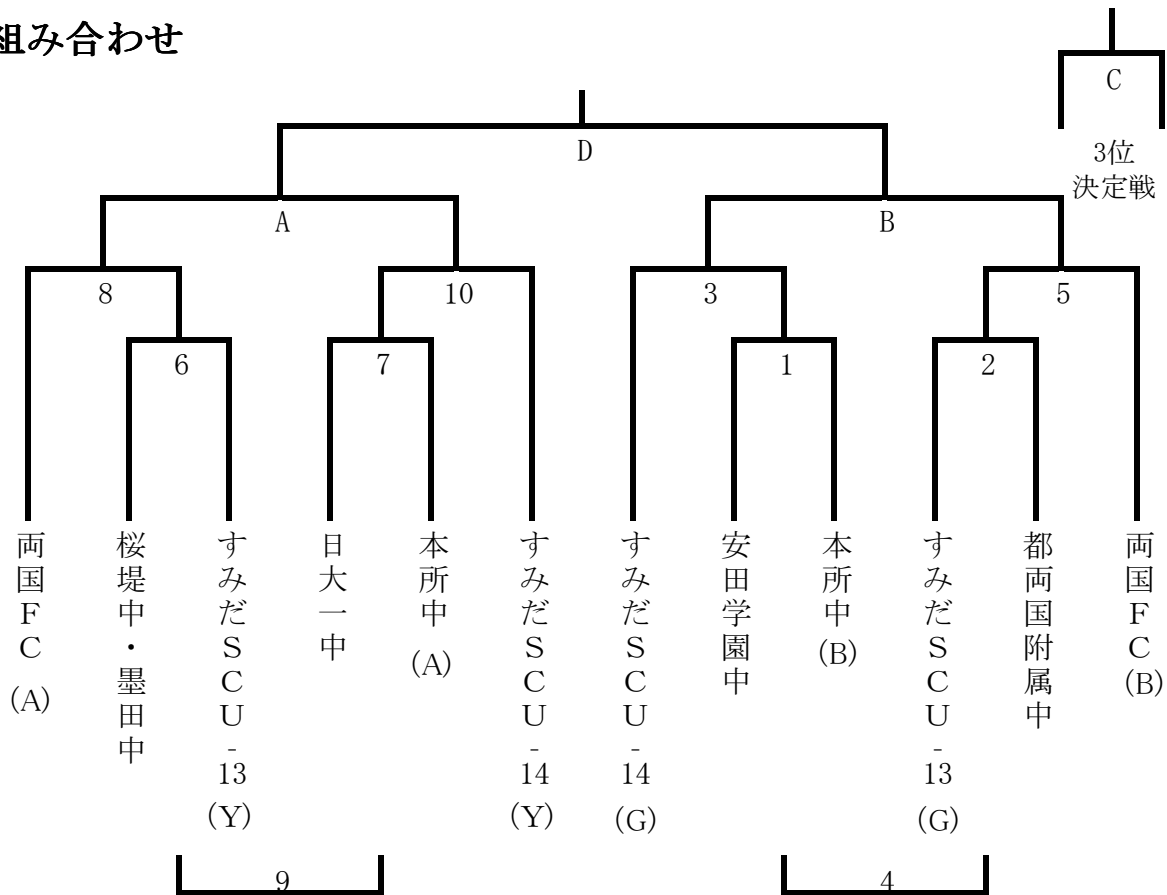 組み合わせ
C
3位
決定戦
D
A
B
8
10
3
5
6
7
1
2
両国ＦＣ(A)
桜堤中・墨田中
すみだＳＣＵ-13(Y)
日大一中
本所中(A)
すみだＳＣＵ-14(Y)
すみだＳＣＵ-14(G)
安田学園中
本所中(B)
すみだＳＣＵ-13(G)
都両国附属中
両国ＦＣ(B)
9
4